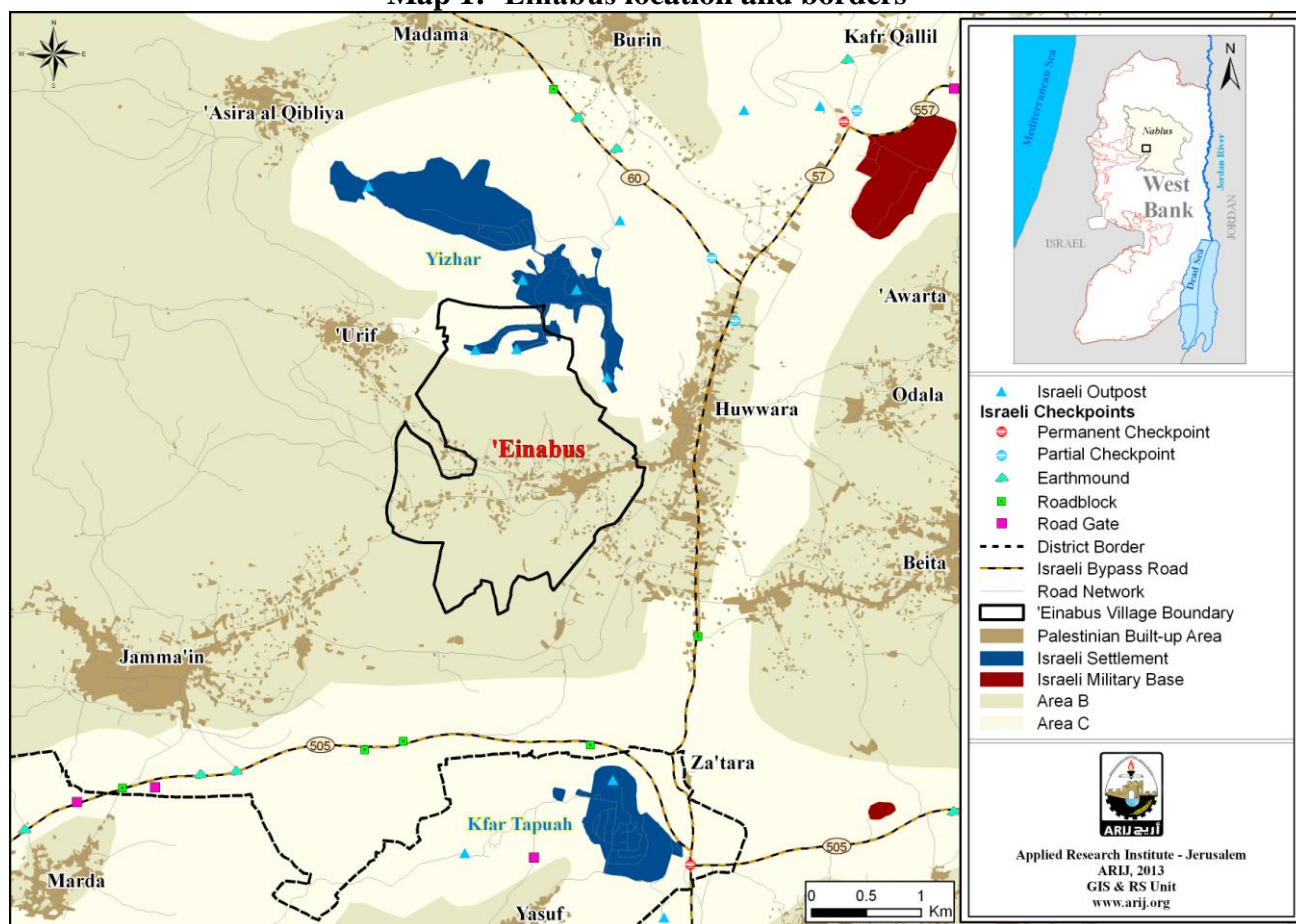 Map 1: 'Einabus location and borders
Madama
Burin
Kafr Qallil
'Asira al Qibliya
557
60
57
Yizhar
'Awarta
'Urif
Odala
Huwwara
'Einabus
Beita
Jamma'in
505
Za'tara
Kfar Tapuah
505
Marda
Yasuf
0 0.5 1
Km
N
Mediterranean Sea
Nablus
Jordan River
West
Bank
JORDAN
ISRAEL
Dead Sea
Israeli Outpost
Israeli Checkpoints
Permanent Checkpoint
Partial Checkpoint
Earthmound
Roadblock
Road Gate
District Border
Israeli Bypass Road
Road Network
'Einabus Village Boundary
Palestinian Built-up Area
Israeli Settlement
Israeli Military Base
Area B
Area C
ARIJ أريج
Applied Research Institute - Jerusalem
ARIJ, 2013
GIS & RS Unit
www.arij.org